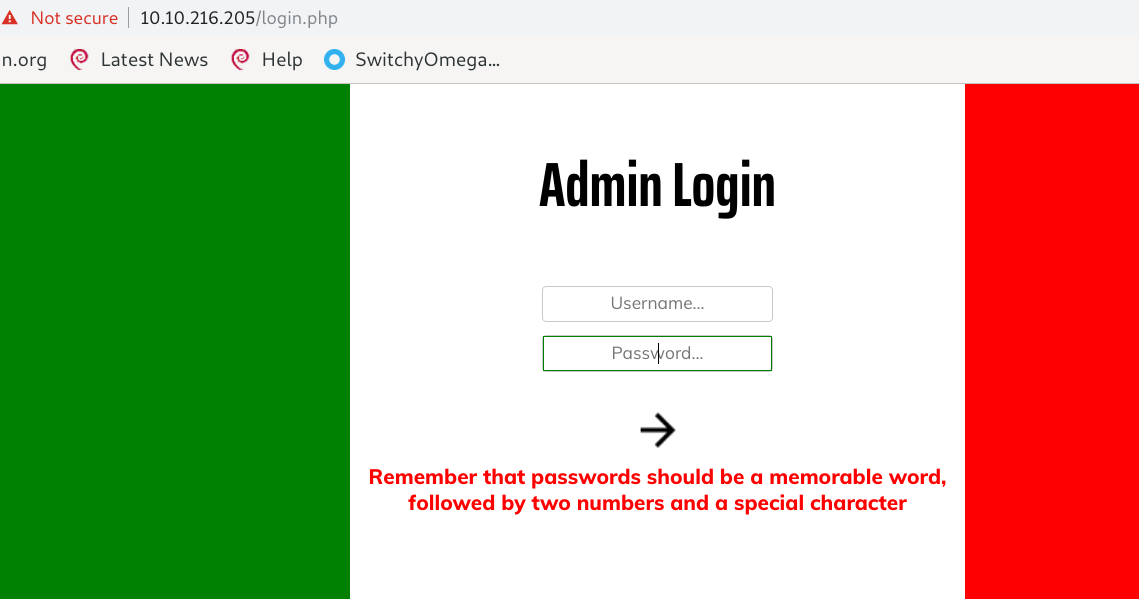 Not secure 10.10.216.205/login.php
n.org Latest News Help SwitchyOmega...
Admin Login
Username...
Password...
Remember that passwords should be a memorable word,
followed by two numbers and a special character